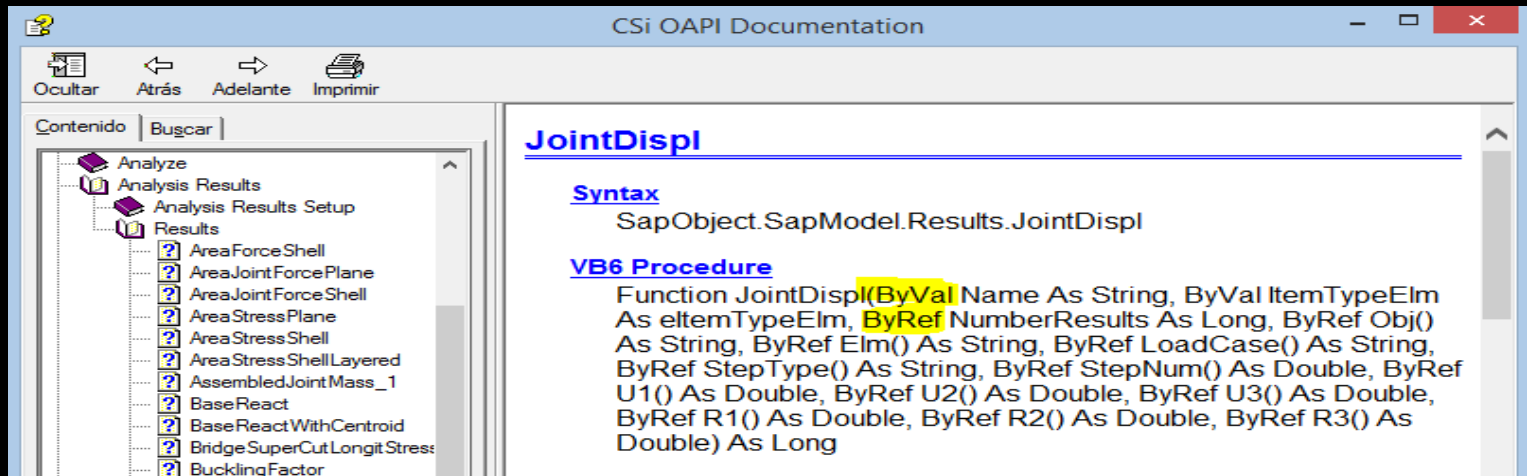 CSi OAPI Documentation
Ocultar Atrás Adelante Imprimir
Contenido Buscar
Analyze
Analysis Results
Analysis Results Setup
Results
AreaForceShell
AreaJointForcePlane
AreaJointForceShell
AreaStressPlane
AreaStressShell
AreaStressShellLayered
AssembledJointMass_1
BaseReact
BaseReactWithCentroid
BridgeSuperCutLongitStress
BucklingFactor
JointDispl
Syntax
SapObject.SapModel.Results.JointDispl
VB6 Procedure
Function JointDispl(ByVal Name As String, ByVal ItemTypeElm
As eItemTypeElm, ByRef NumberResults As Long, ByRef Obj()
As String, ByRef Elm() As String, ByRef LoadCase() As String,
ByRef StepType() As String, ByRef StepNum() As Double, ByRef
U1() As Double, ByRef U2() As Double, ByRef U3() As Double,
ByRef R1() As Double, ByRef R2() As Double, ByRef R3() As
Double) As Long